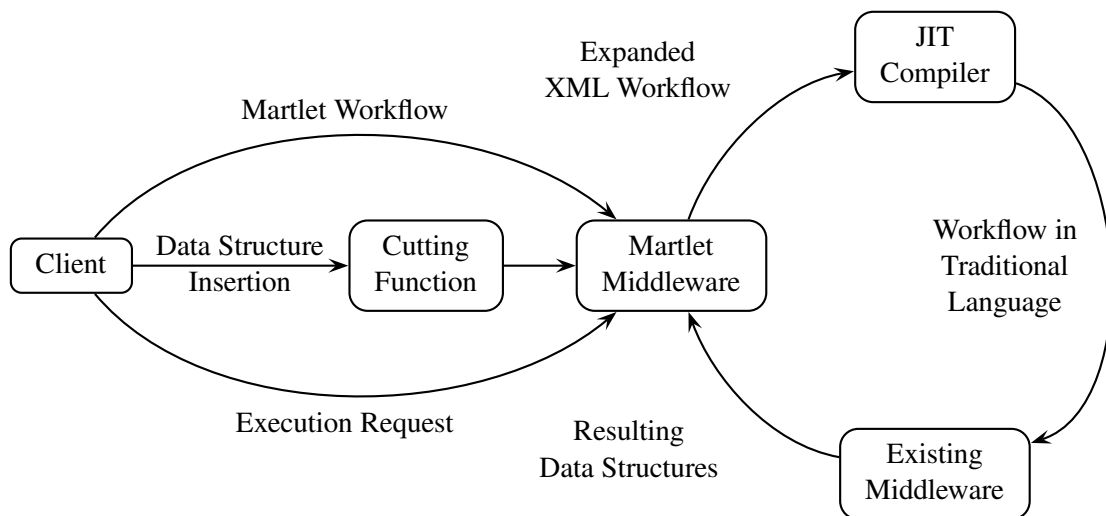 JIT
Compiler
Expanded
XML Workflow
Martlet Workflow
Client
Data Structure
Insertion
Cutting
Function
Martlet
Middleware
Workflow in
Traditional
Language
Execution Request
Resulting
Data Structures
Existing
Middleware